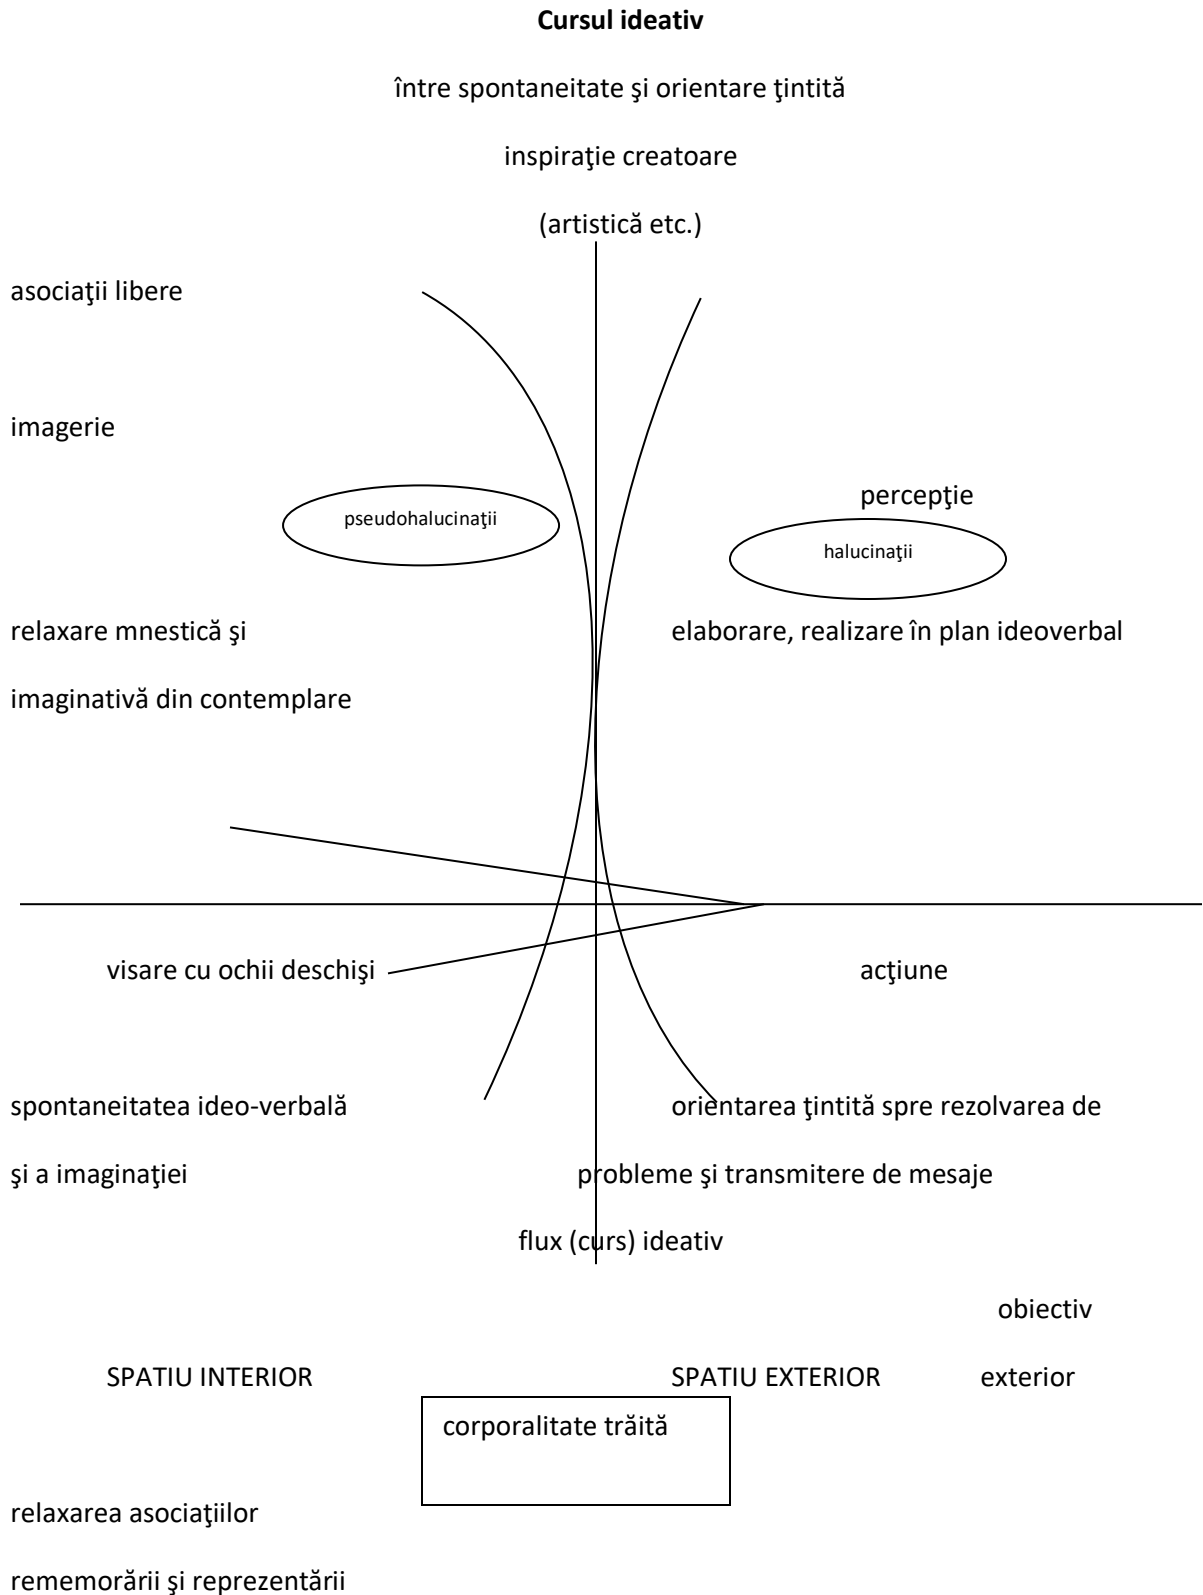 Cursul ideativ
între spontaneitate şi orientare ţintită
inspiraţie creatoare
(artistică etc.)
asociaţii libere
imagerie
percepţie
pseudohalucinaţii
halucinaţii
relaxare mnestică şi
elaborare, realizare în plan ideoverbal
imaginativă din contemplare
visare cu ochii deschişi
acţiune
spontaneitatea ideo-verbală
orientarea ţintită spre rezolvarea de
şi a imaginaţiei
probleme şi transmitere de mesaje
flux (curs) ideativ
obiectiv
SPATIU INTERIOR
SPATIU EXTERIOR
exterior
corporalitate trăită
relaxarea asociaţiilor
rememorării şi reprezentării